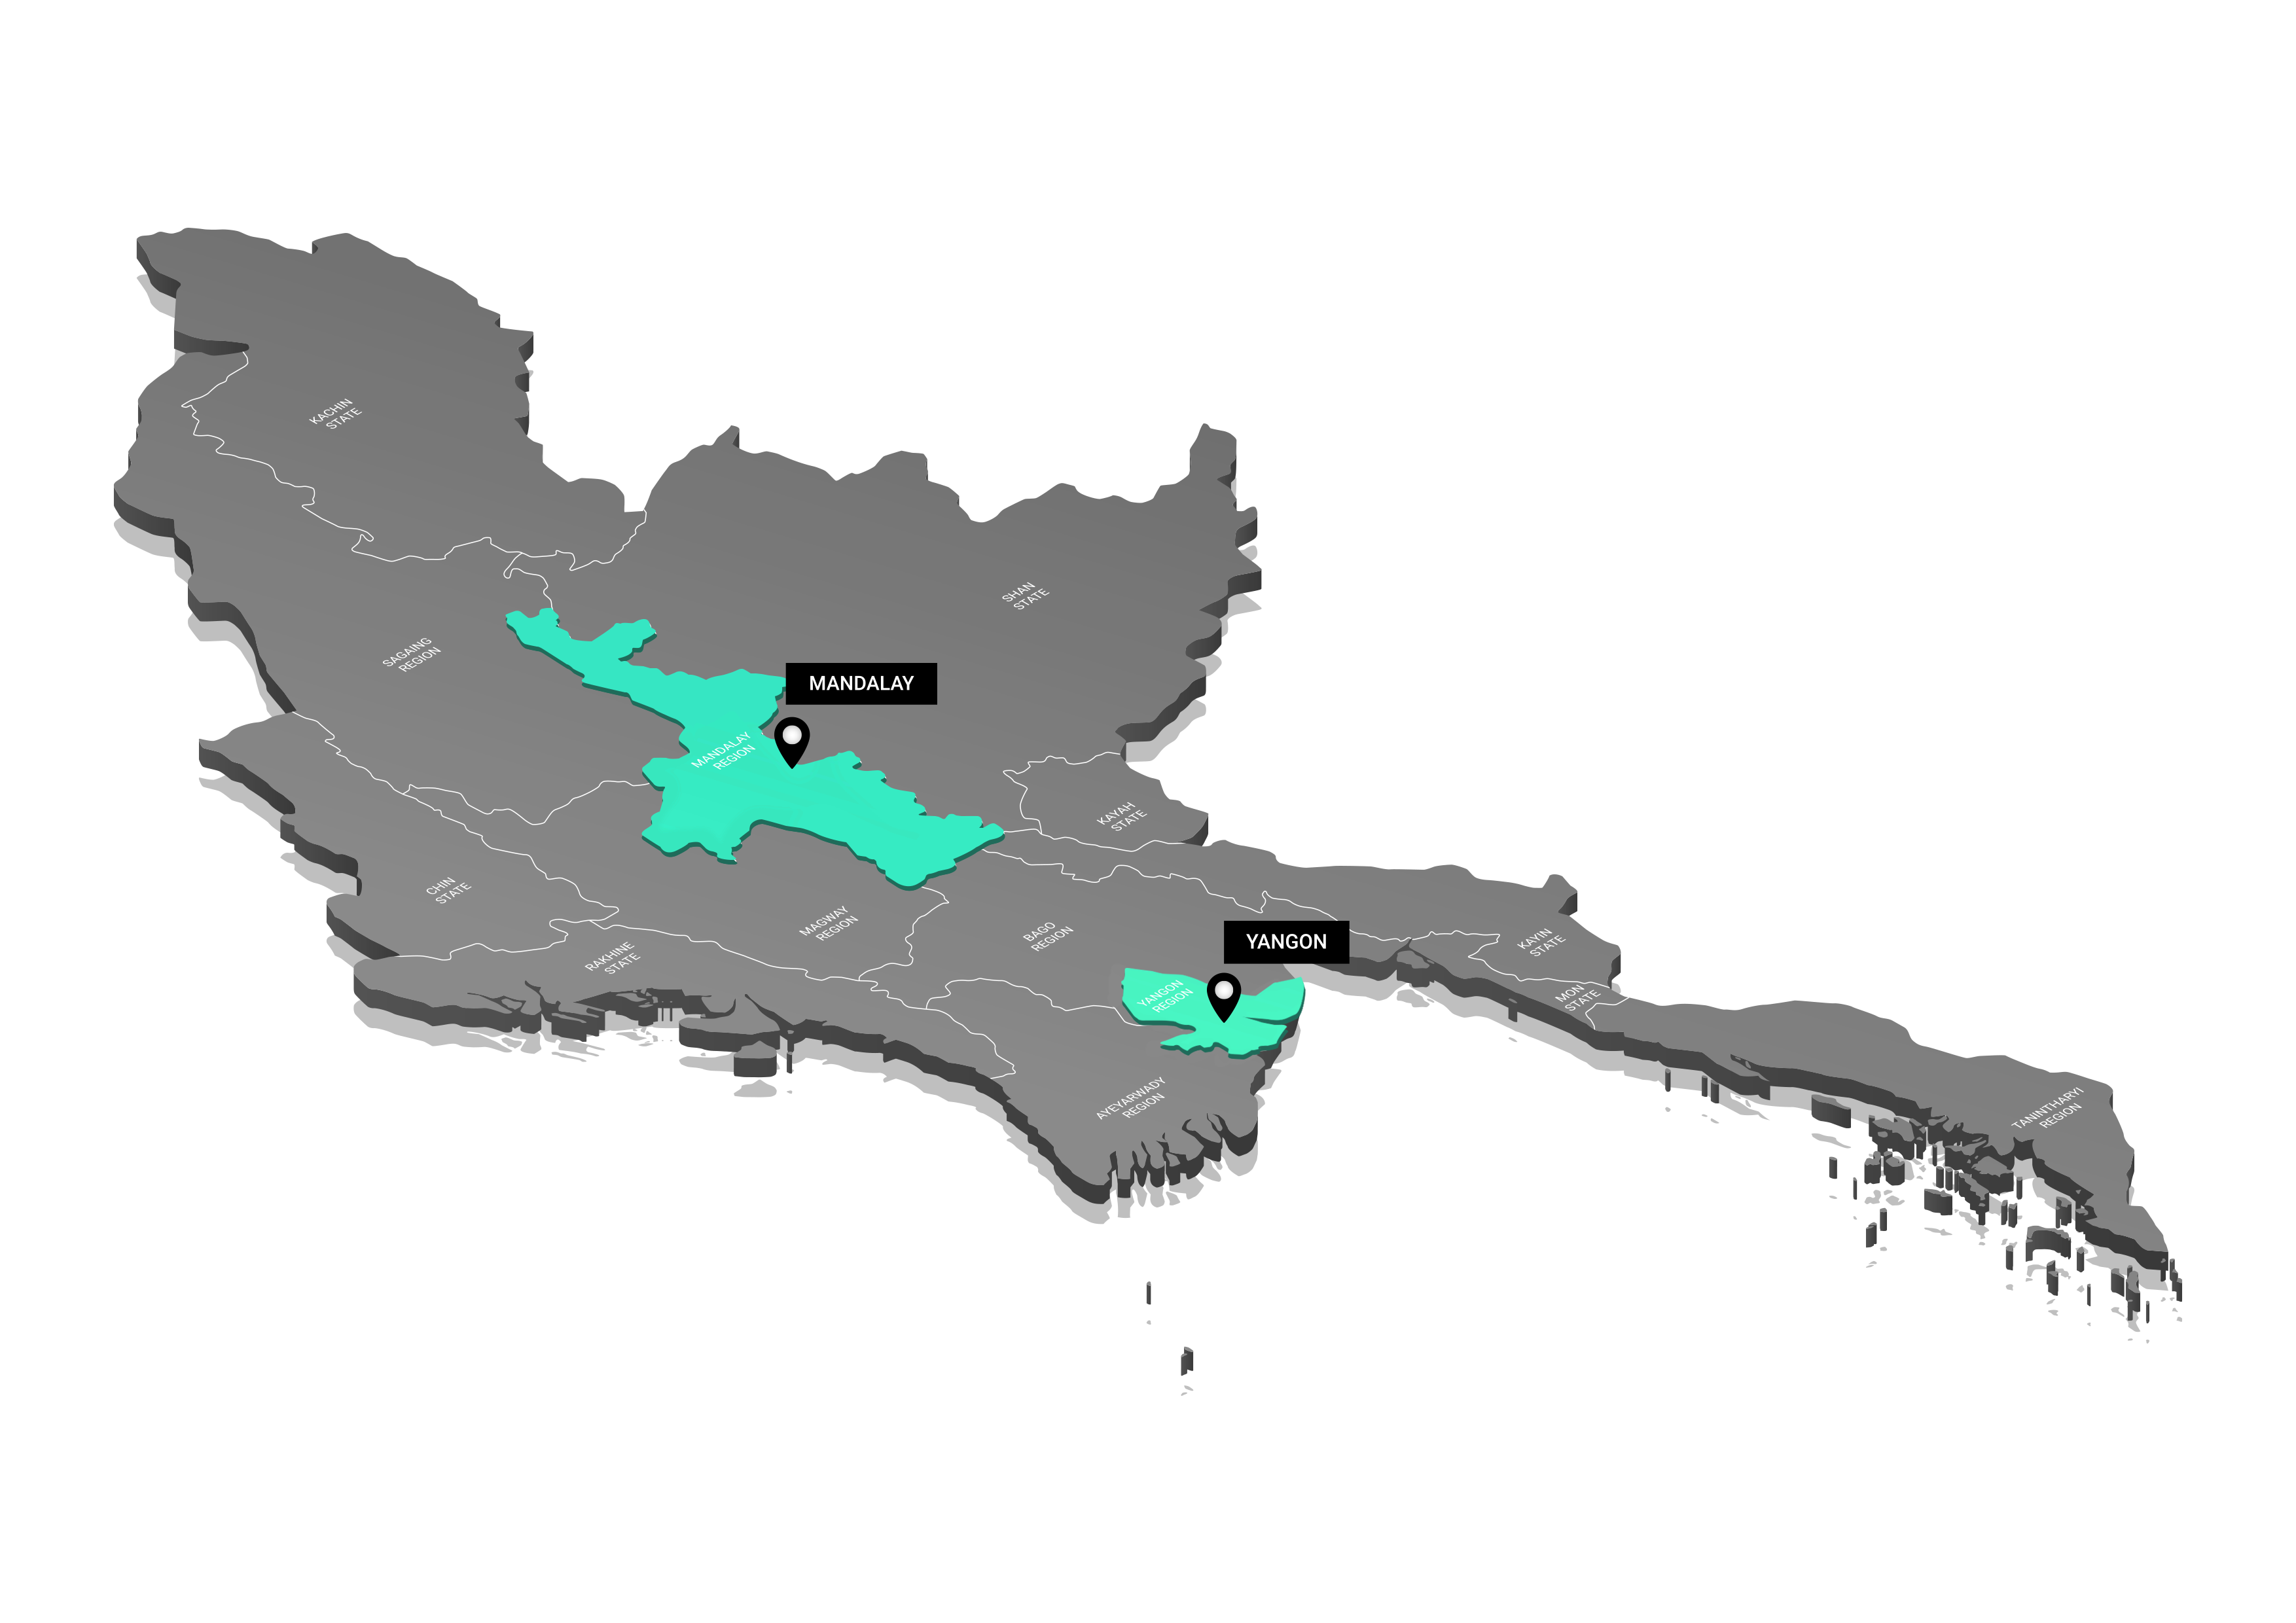 KACHIN
STATE
SHAN
STATE
SAGAING
REGION
MANDALAY
MANDALAY
REGION
KAYAH
STATE
CHIN
STATE
MAGWAY
REGION
BAGO
REGION
RAKHINE
STATE
YANGON
KAYIN
STATE
YANGON
REGION
MON
STATE
AYEYARWADY
REGION
TANINTHARYI
REGION